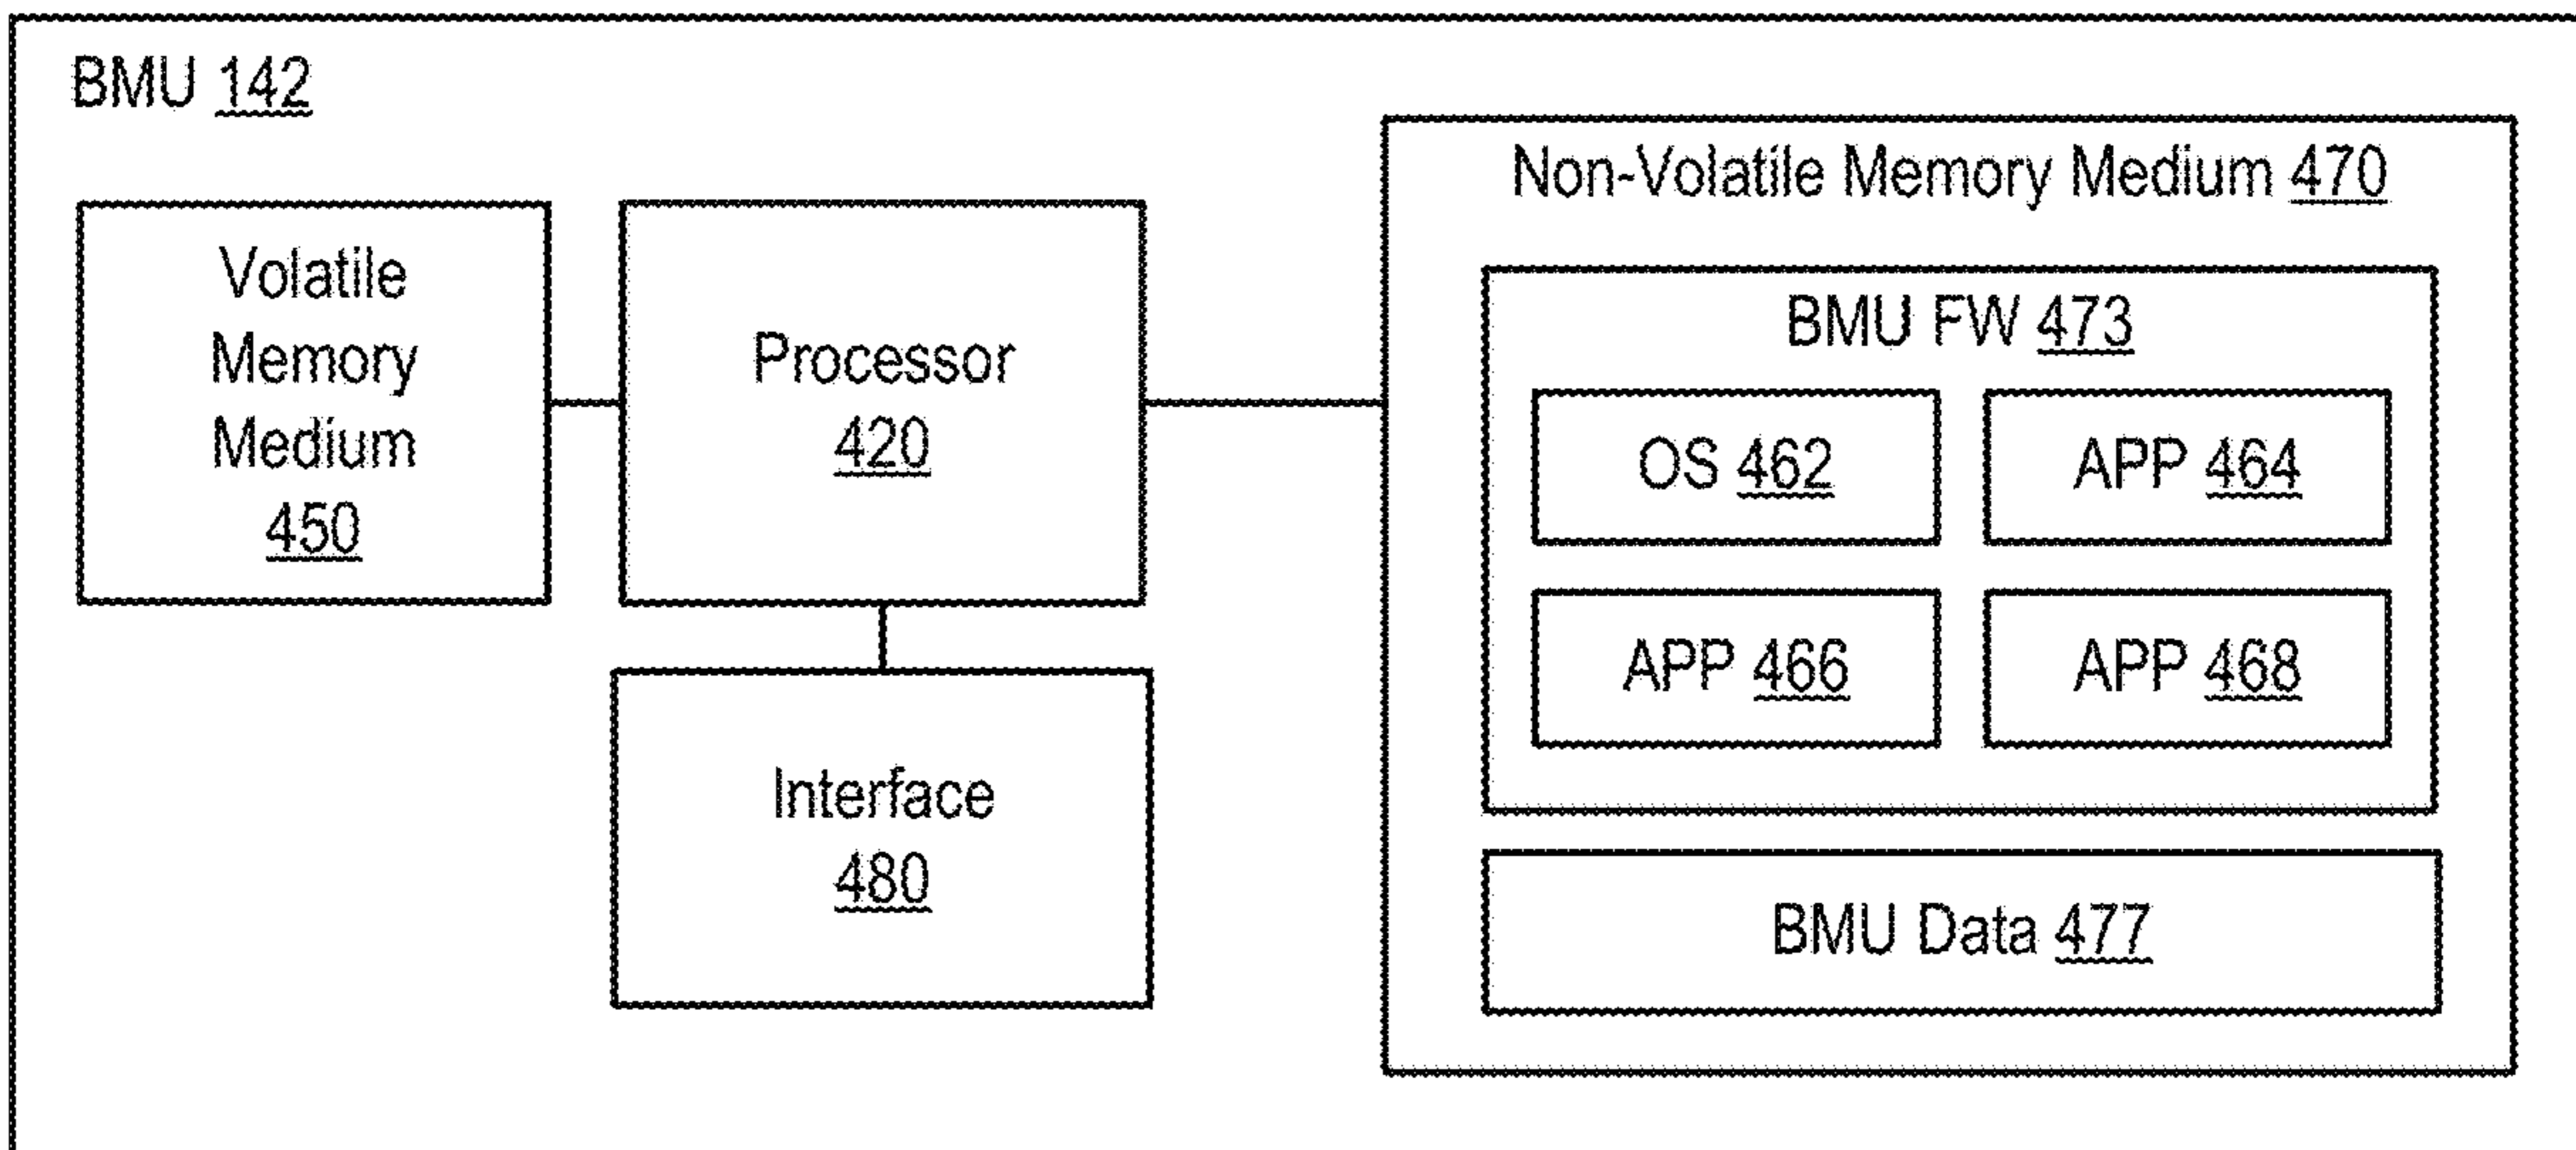 BMU 142
Volatile
Memory
Medium
450
Processor
420
Interface
480
Non-Volatile Memory Medium 470
BMU FW 473
OS 462
APP 464
APP 466
APP 468
BMU Data 477